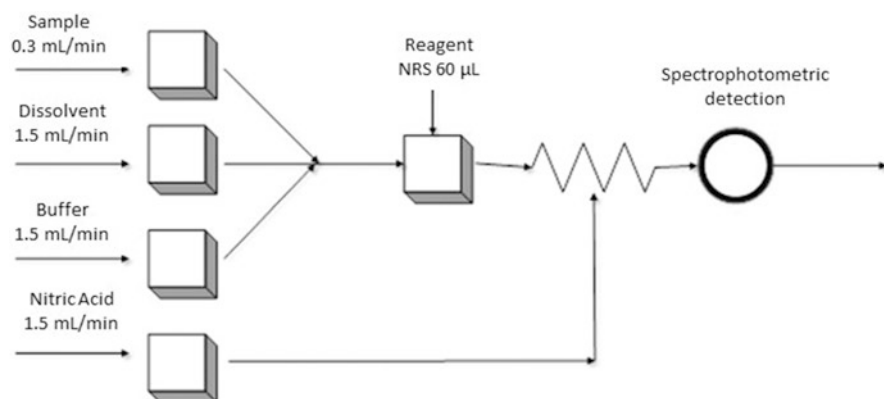 Sample
0.3 mL/min
Dissolvent
1.5 mL/min
Buffer
1.5 mL/min
Nitric Acid
1.5 mL/min
Reagent
NRS 60 µL
Spectrophotometric
detection